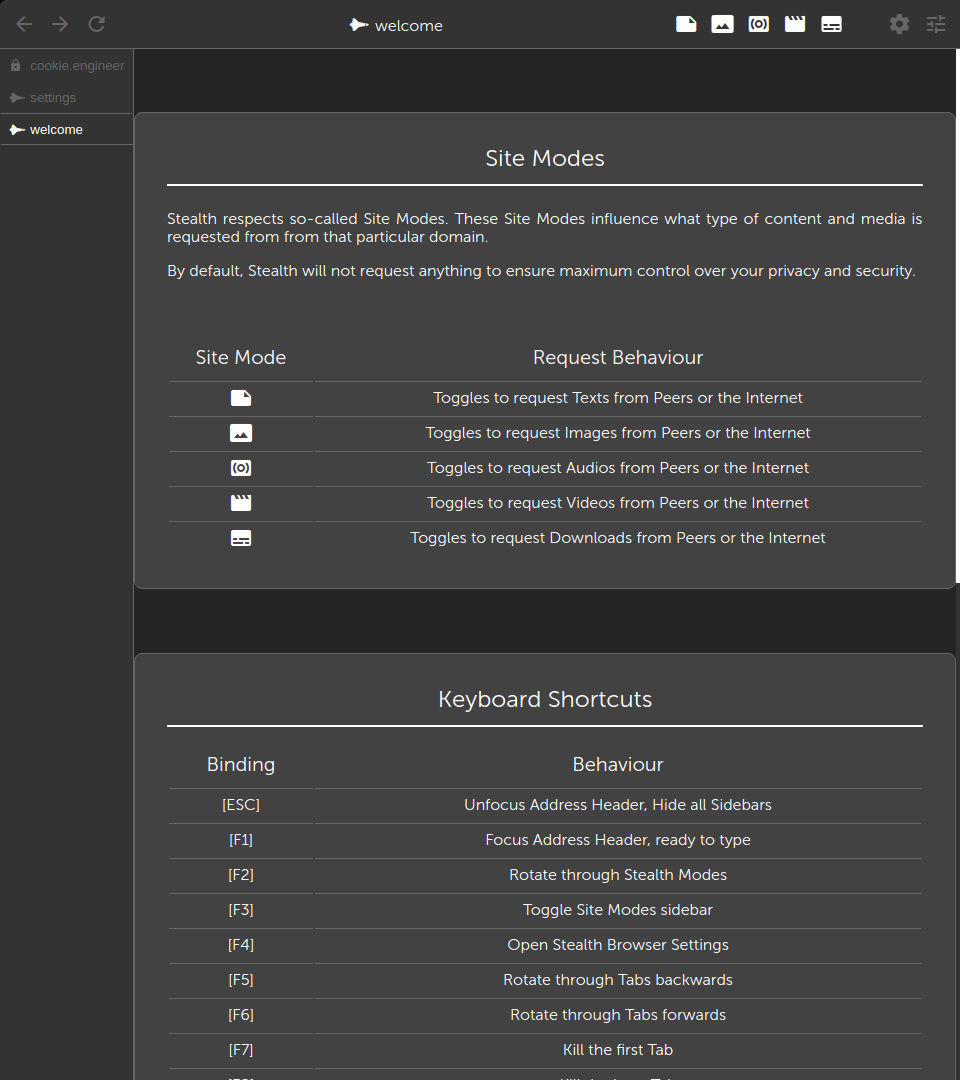 welcome
cookie.engineer
settings
welcome
Site Modes
Stealth respects so-called Site Modes. These Site Modes influence what type of content and media is
requested from from that particular domain.
By default, Stealth will not request anything to ensure maximum control over your privacy and security.
Site Mode Request Behaviour
Toggles to request Texts from Peers or the Internet
Toggles to request Images from Peers or the Internet
Toggles to request Audios from Peers or the Internet
Toggles to request Videos from Peers or the Internet
Toggles to request Downloads from Peers or the Internet
Keyboard Shortcuts
Binding Behaviour
[ESC] Unfocus Address Header, Hide all Sidebars
[F1] Focus Address Header, ready to type
[F2] Rotate through Stealth Modes
[F3] Toggle Site Modes sidebar
[F4] Open Stealth Browser Settings
[F5] Rotate through Tabs backwards
[F6] Rotate through Tabs forwards
[F7] Kill the first Tab